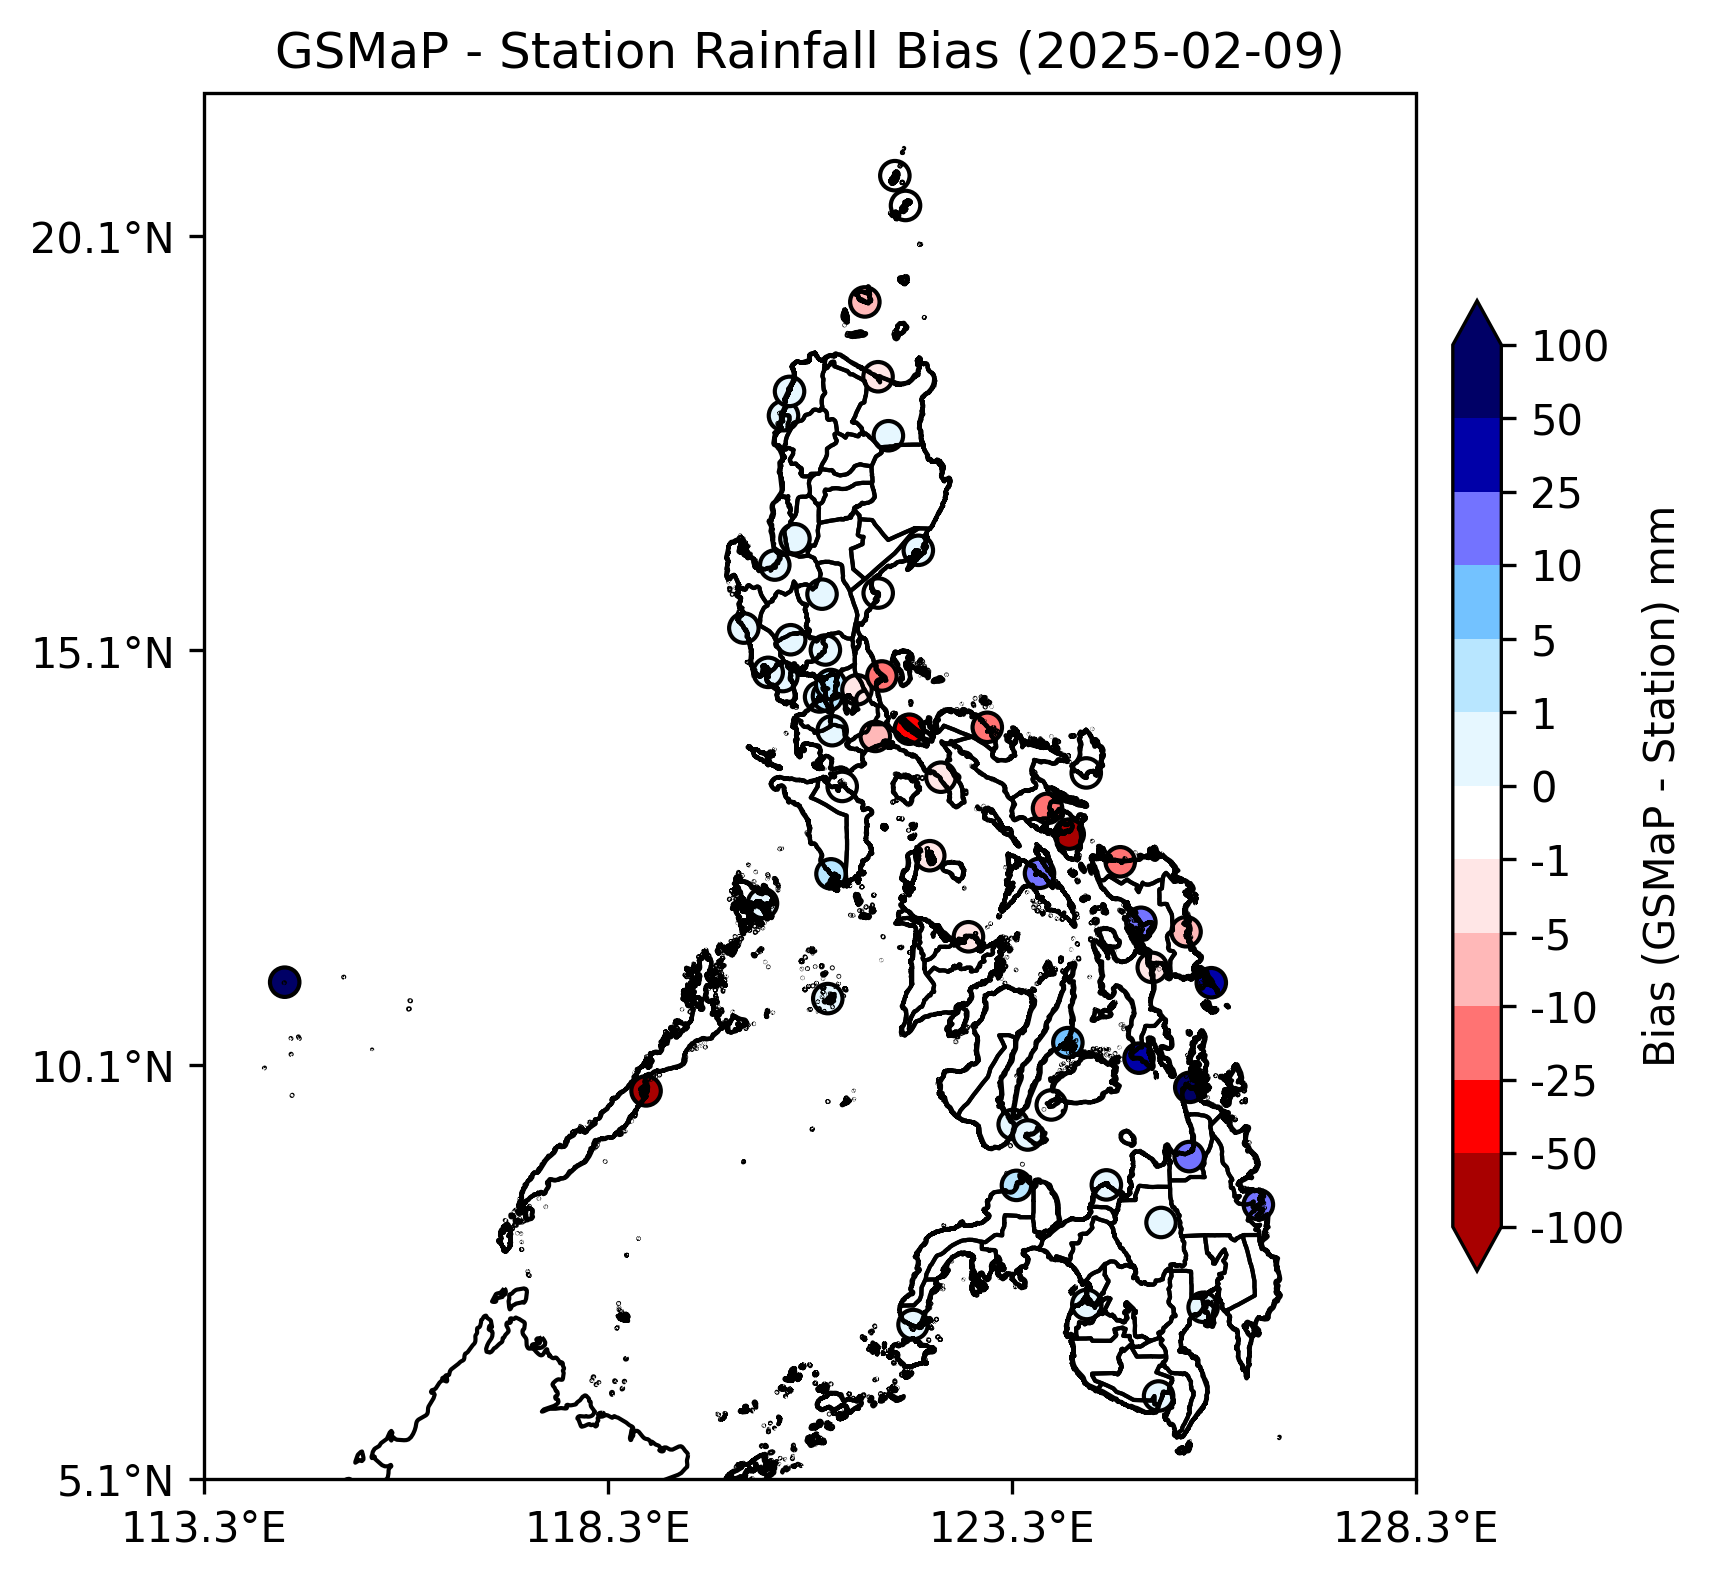 GSMaP - Station Rainfall Bias (2025-02-09)
20.1°N
15.1°N
10.1°N
5.1°N
113.3°E
118.3°E
123.3°E
128.3°E
100
50
25
10
5
1
0
-1
-5
-10
-25
-50
-100
Bias (GSMaP - Station) mm